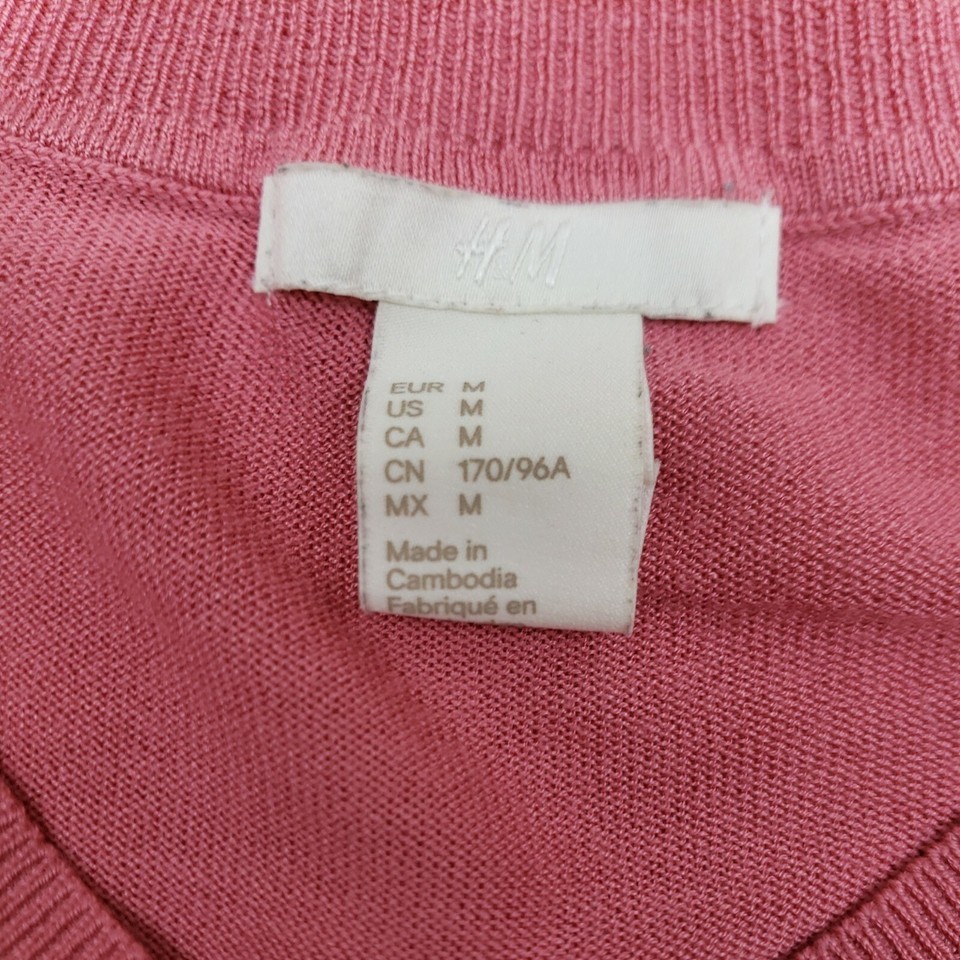 H&M
EUR M
US M
CA M
CN 170/96A
MX M
Made in
Cambodia
Fabriqué en